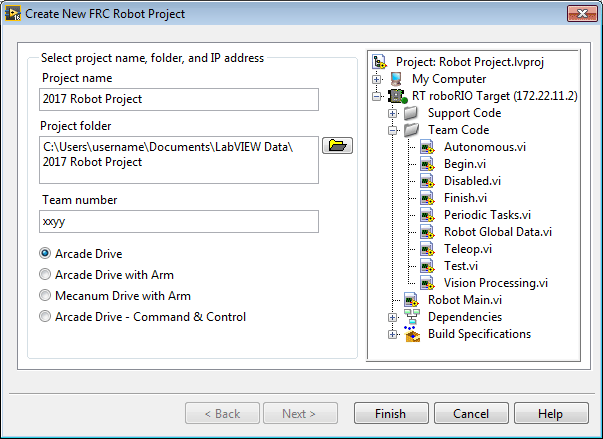 Create New FRC Robot Project
Select project name, folder, and IP address
Project name
2017 Robot Project
Project folder
C:\Users\username\Documents\LabVIEW Data\
2017 Robot Project
Team number
xxyy
Arcade Drive
Arcade Drive with Arm
Mecanum Drive with Arm
Arcade Drive - Command & Control
Project: Robot Project.lvproj
My Computer
RT roboRIO Target (172.22.11.2)
Support Code
Team Code
Autonomous.vi
Begin.vi
Disabled.vi
Finish.vi
Periodic Tasks.vi
Robot Global Data.vi
Teleop.vi
Test.vi
Vision Processing.vi
Robot Main.vi
Dependencies
Build Specifications
< Back
Next >
Finish
Cancel
Help